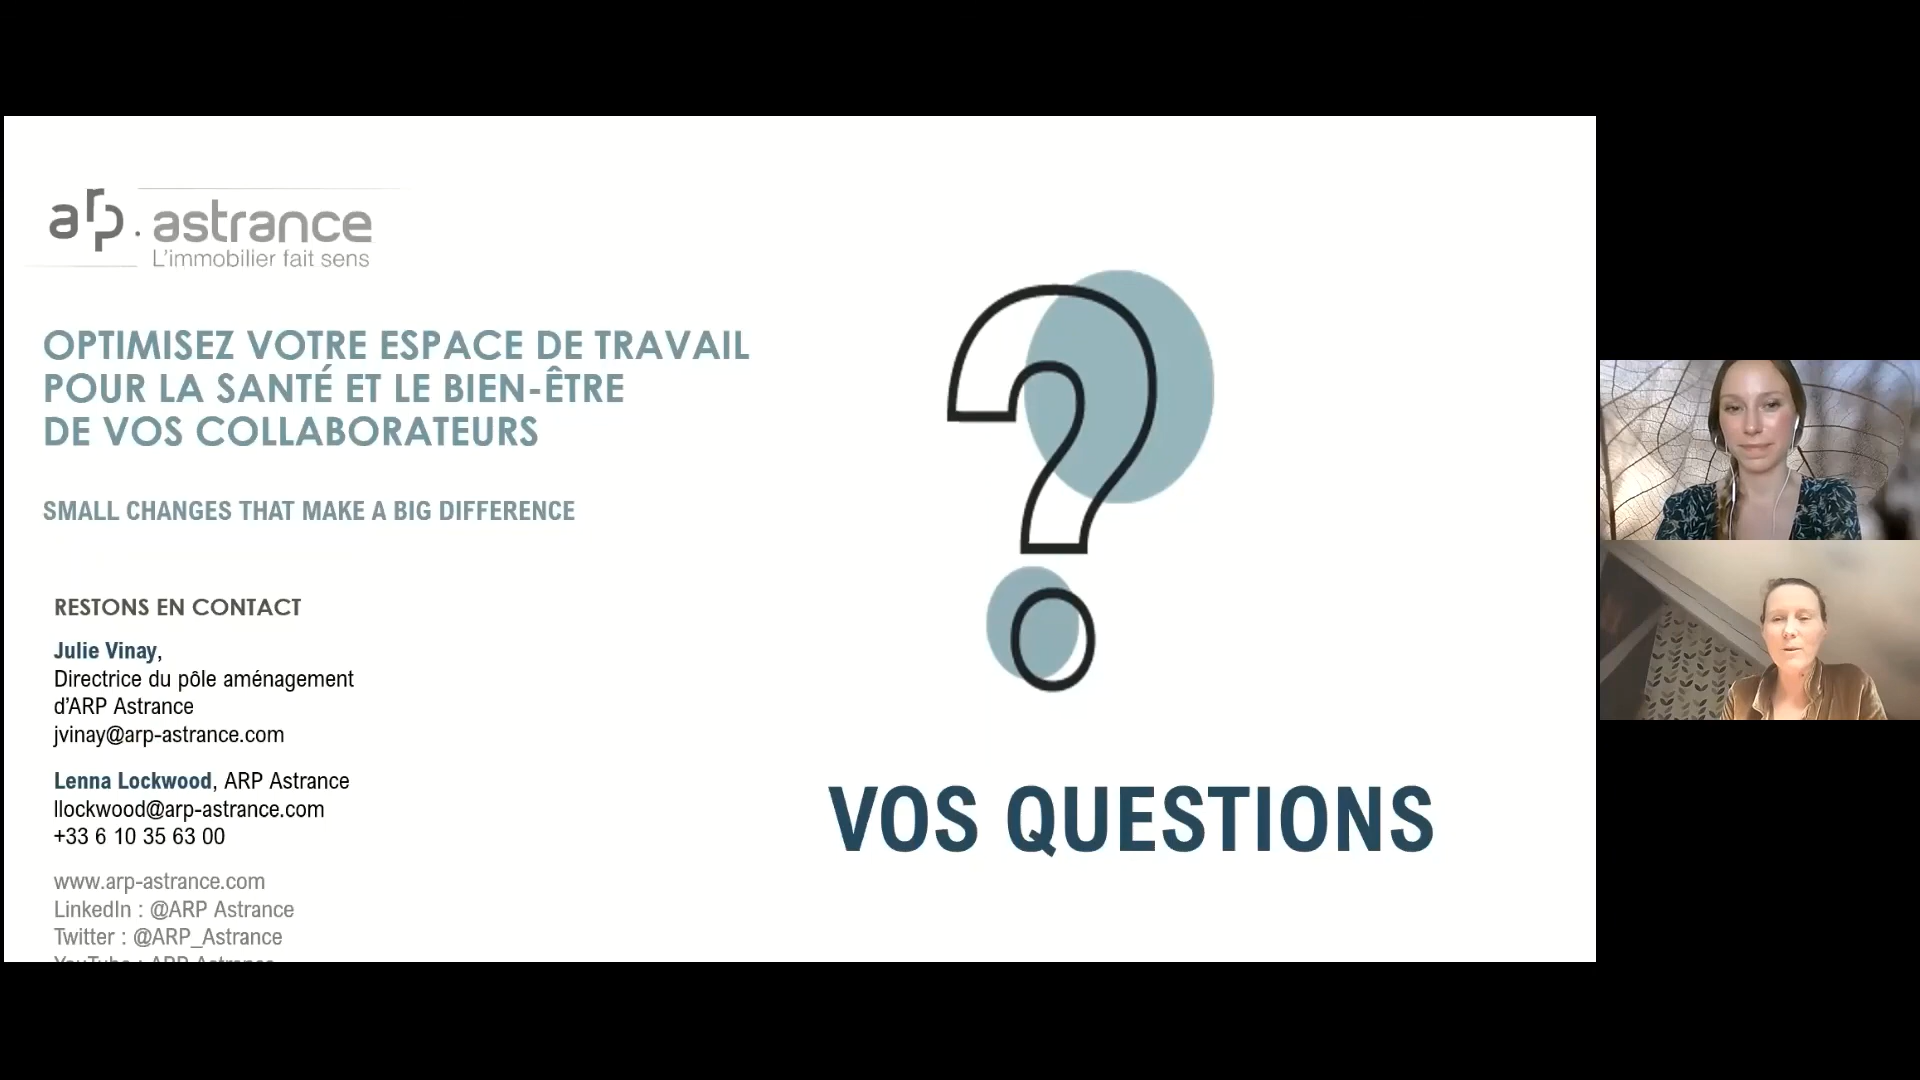 arp. astrance
L'immobilier fait sens
OPTIMISEZ VOTRE ESPACE DE TRAVAIL
POUR LA SANTÉ ET LE BIEN-ÊTRE
DE VOS COLLABORATEURS
SMALL CHANGES THAT MAKE A BIG DIFFERENCE
RESTONS EN CONTACT
Julie Vinay,
Directrice du pôle aménagement
d'ARP Astrance
jvinay@arp-astrance.com
Lenna Lockwood, ARP Astrance
llockwood@arp-astrance.com
+33 6 10 35 63 00
www.arp-astrance.com
LinkedIn : @ARP Astrance
Twitter : @ARP_Astrance
YouTube : ARP Astrance
?
VOS QUESTIONS